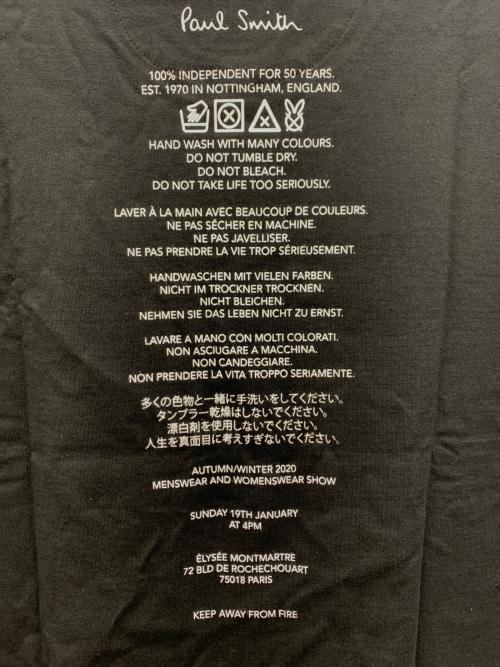 Paul Smith
100% INDEPENDENT FOR 50 YEARS.
EST. 1970 IN NOTTINGHAM, ENGLAND.
HAND WASH WITH MANY COLOURS.
DO NOT TUMBLE DRY.
DO NOT BLEACH.
DO NOT TAKE LIFE TOO SERIOUSLY.
LAVER À LA MAIN AVEC BEAUCOUP DE COULEURS.
NE PAS SÉCHER EN MACHINE.
NE PAS JAVELLISER.
NE PAS PRENDRE LA VIE TROP SÉRIEUSEMENT.
HANDWASCHEN MIT VIELEN FARBEN.
NICHT IM TROCKNER TROCKNEN.
NICHT BLEICHEN.
NEHMEN SIE DAS LEBEN NICHT ZU ERNST.
LAVARE A MANO CON MOLTI COLORATI.
NON ASCIUGARE A MACCHINA.
NON CANDEGGIARE.
NON PRENDERE LA VITA TROPPO SERIAMENTE.
多くの色物と一緒に手洗いをしてください。
タンブラー乾燥はしないでください。
漂白剤を使用しないでください。
人生を真面目に考えすぎないでください。
AUTUMN/WINTER 2020
MENSWEAR AND WOMENSWEAR SHOW
SUNDAY 19TH JANUARY
AT 4PM
ÉLYSÉE MONTMARTRE
72 BLD DE ROCHECHOUART
75018 PARIS
KEEP AWAY FROM FIRE